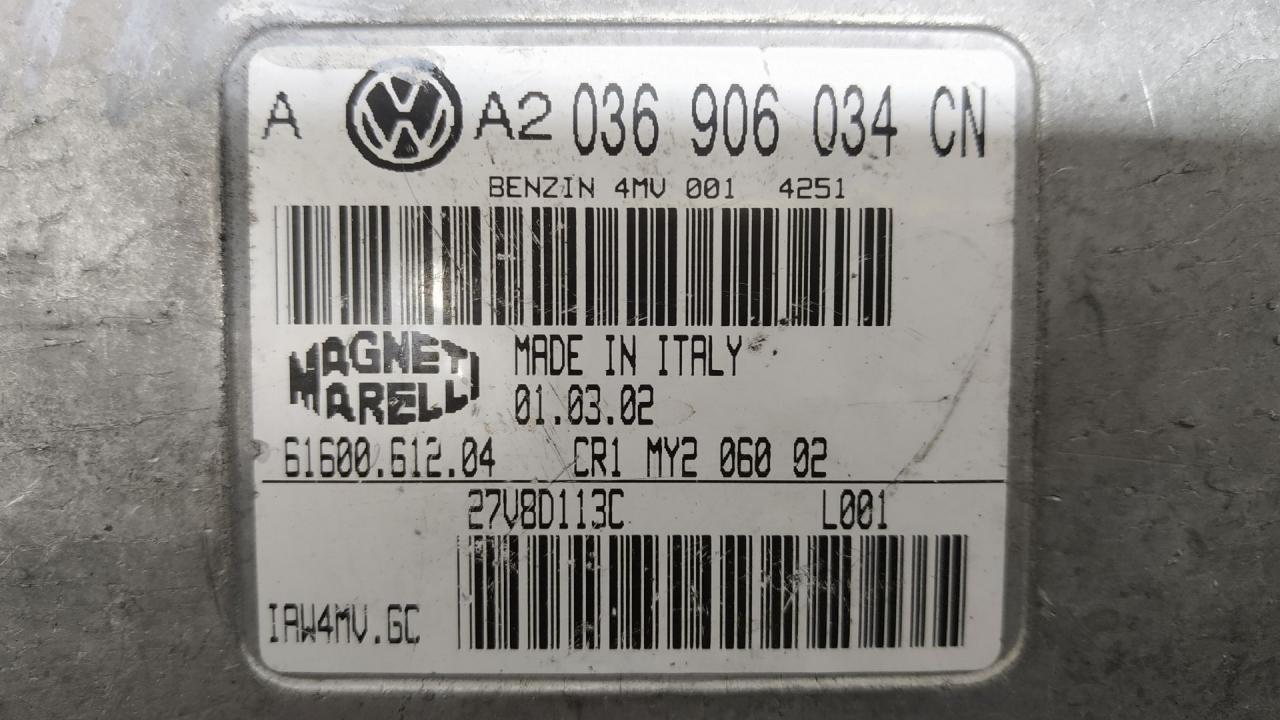 A VW A2 036 906 034 CN
BENZIN 4MV 001 4251
MAGNETI MARELLI
MADE IN ITALY
01.03.02
61600.612.04 CR1 MY2 060 02
27V8D113C L001
IAW4MV.GC